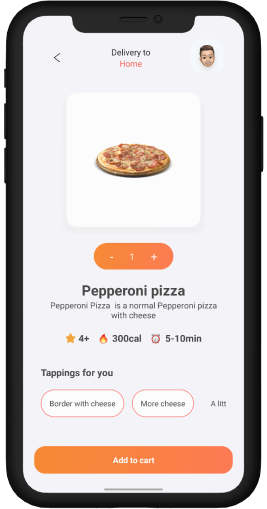 Delivery to
Home
- 1 +
Pepperoni pizza
Pepperoni Pizza is a normal Pepperoni pizza
with cheese
4+ 300cal 5-10min
Tappings for you
Border with cheese More cheese A litt
Add to cart